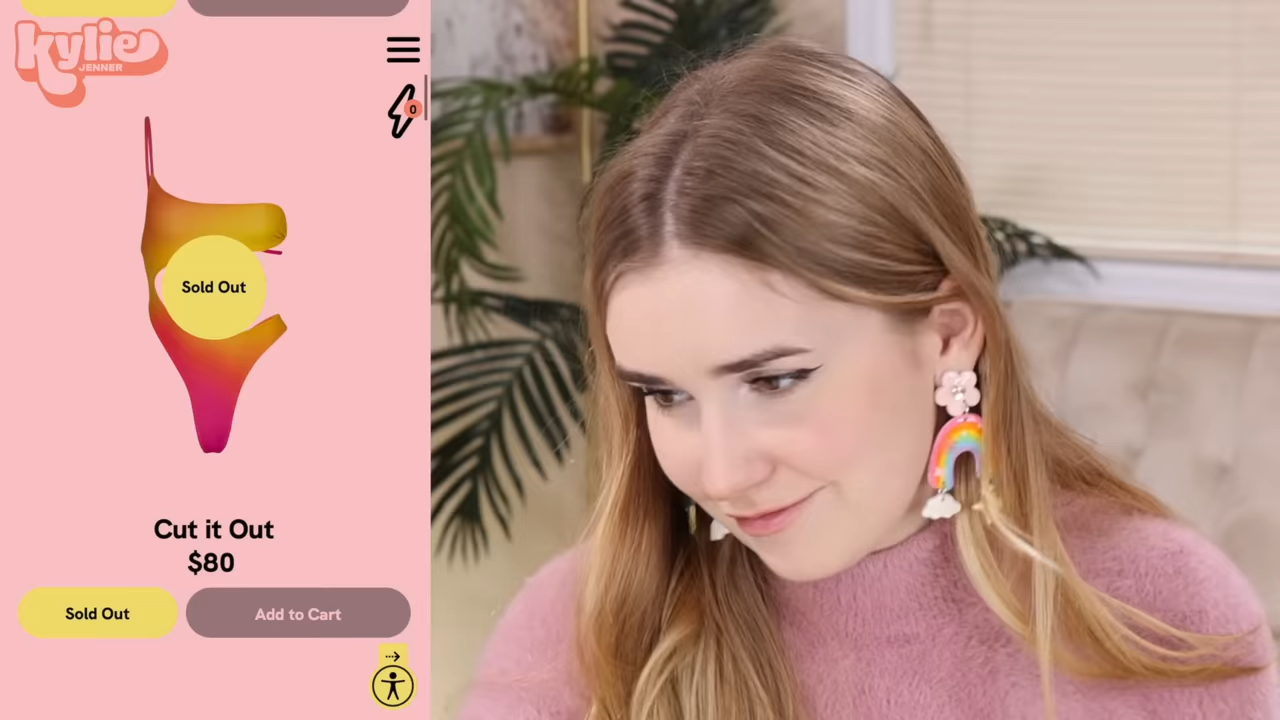 Kylie
JENNER
0
Sold Out
Cut it Out
$80
Sold Out
Add to Cart